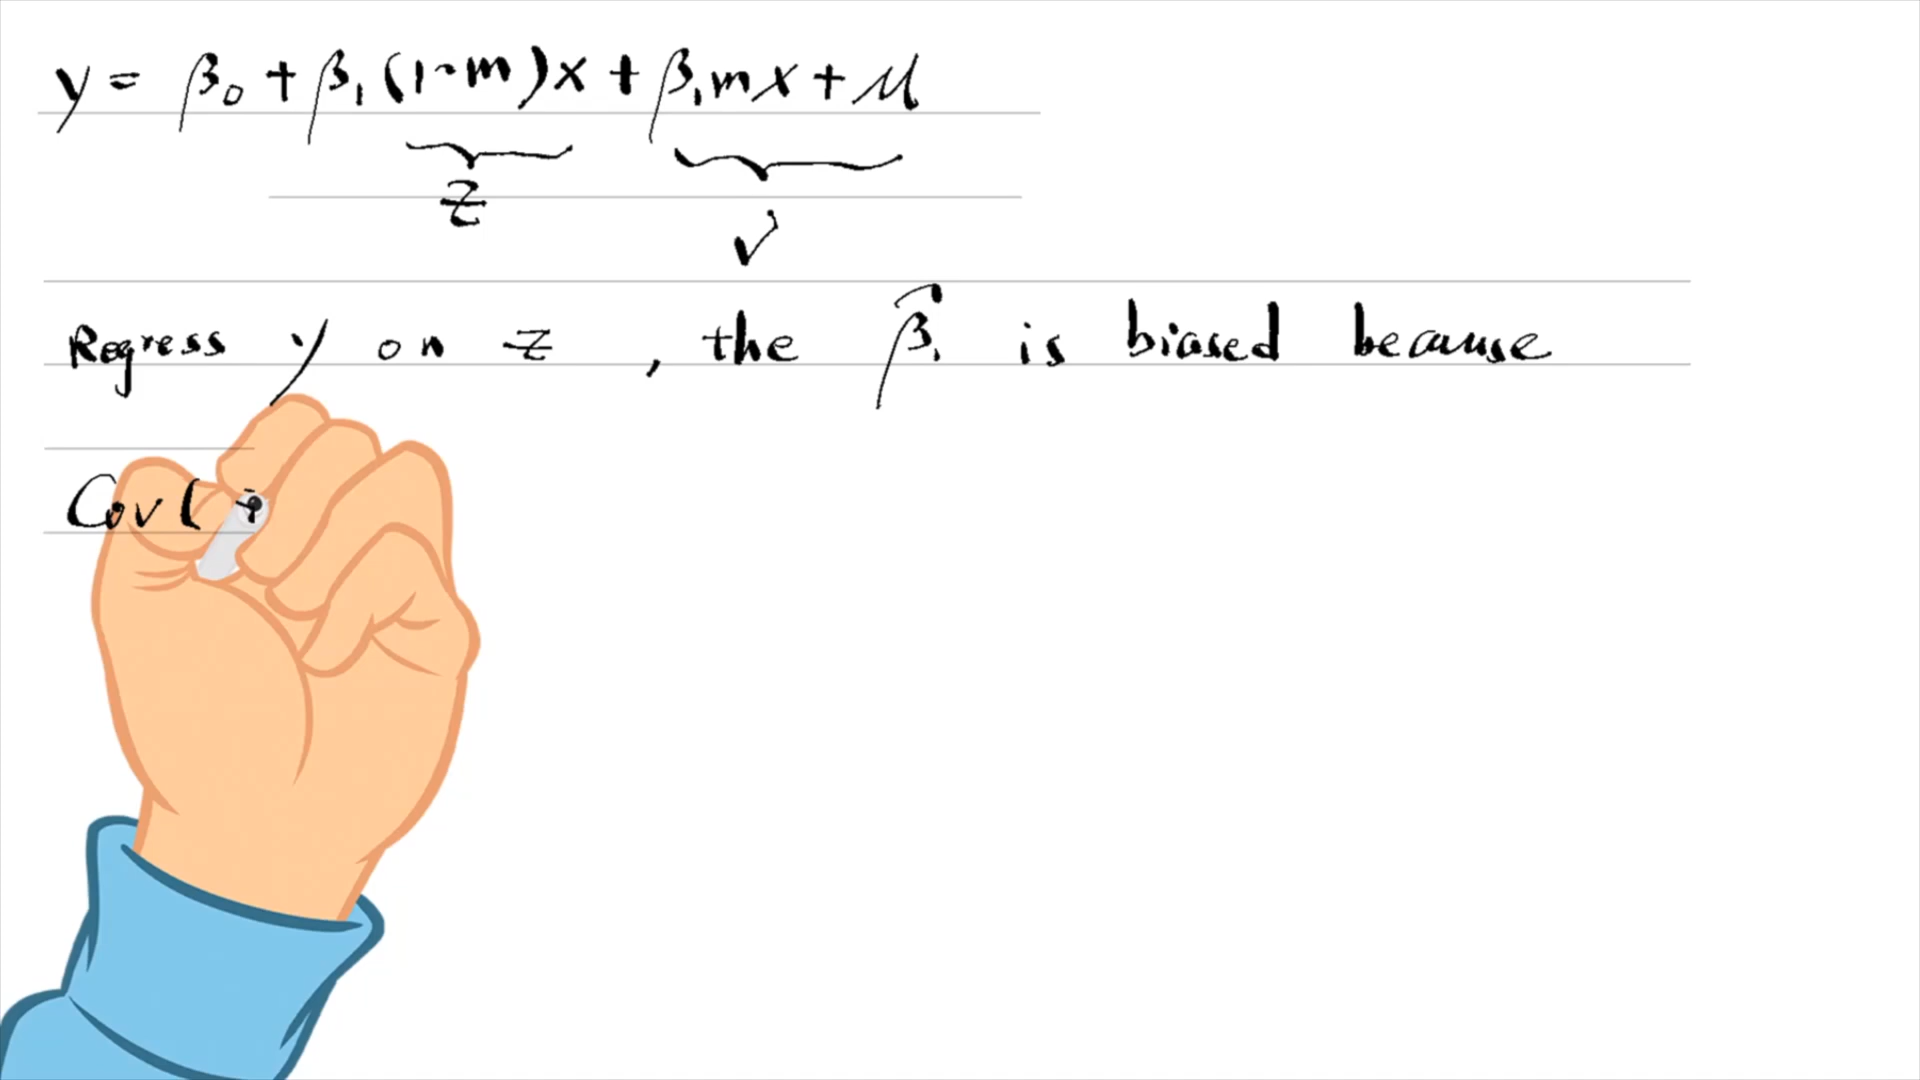 y = β₀ + β₁(1-m)x + β₁mx + μ
z
v
Regress y on z , the β̂₁ is biased because
Cov(